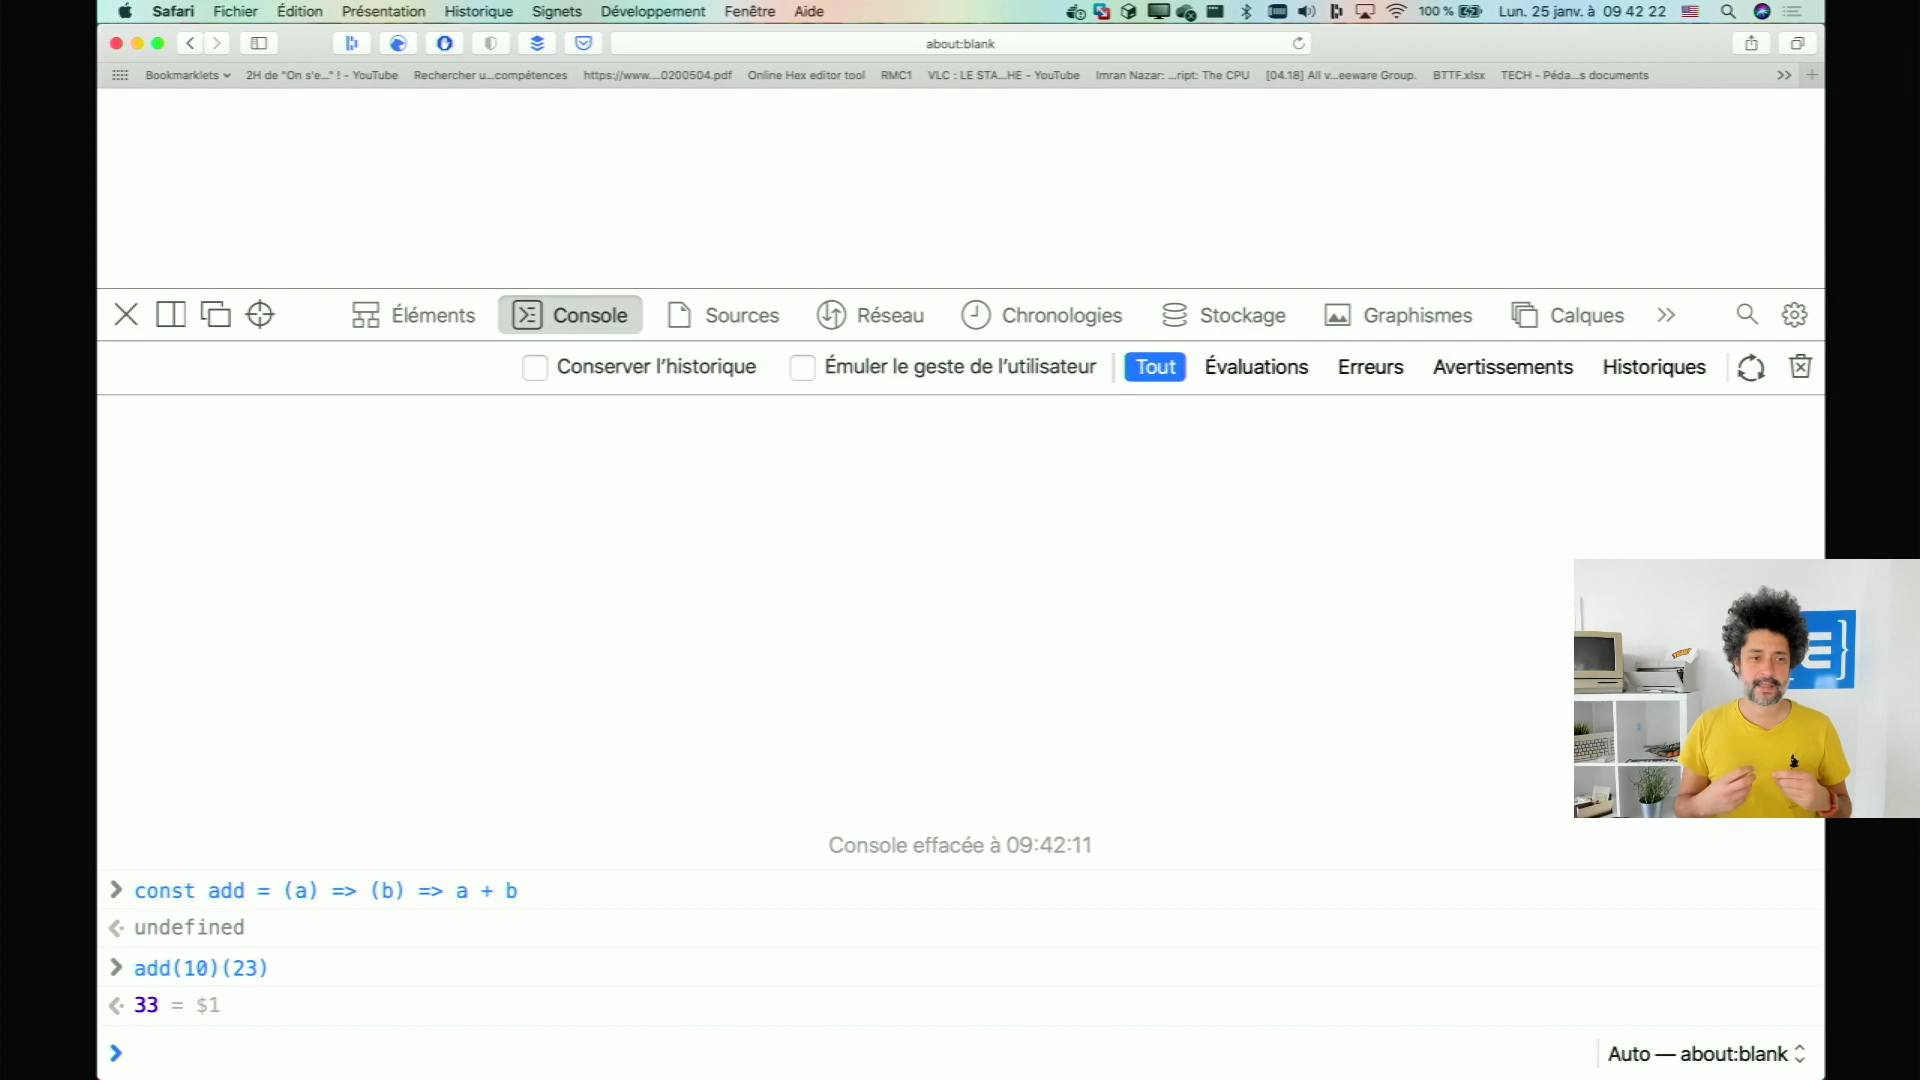 Safari Fichier Édition Présentation Historique Signets Développement Fenêtre Aide 100 % Lun. 25 janv. à 09 42 22
about:blank
Bookmarklets 2H de "On s'e..." ! - YouTube Rechercher u...compétences https://www....0200504.pdf Online Hex editor tool RMC1 VLC : LE STA...HE - YouTube Imran Nazar: ...ript: The CPU [04.18] All v...eeware Group. BTTF.xlsx TECH - Péda...s documents
Éléments Console Sources Réseau Chronologies Stockage Graphismes Calques
Conserver l’historique Émuler le geste de l’utilisateur Tout Évaluations Erreurs Avertissements Historiques
E}
Console effacée à 09:42:11
const add = (a) => (b) => a + b
undefined
add(10)(23)
33 = $1
Auto — about:blank